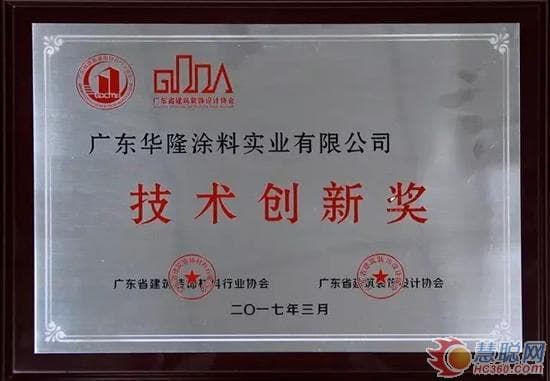 GDCMEI
广东省建筑装饰设计协会
广东华隆涂料实业有限公司
技术创新奖
广东省建筑装饰材料行业协会
广东省建筑装饰设计协会
二〇一七年三月
慧聪网
HC360.com